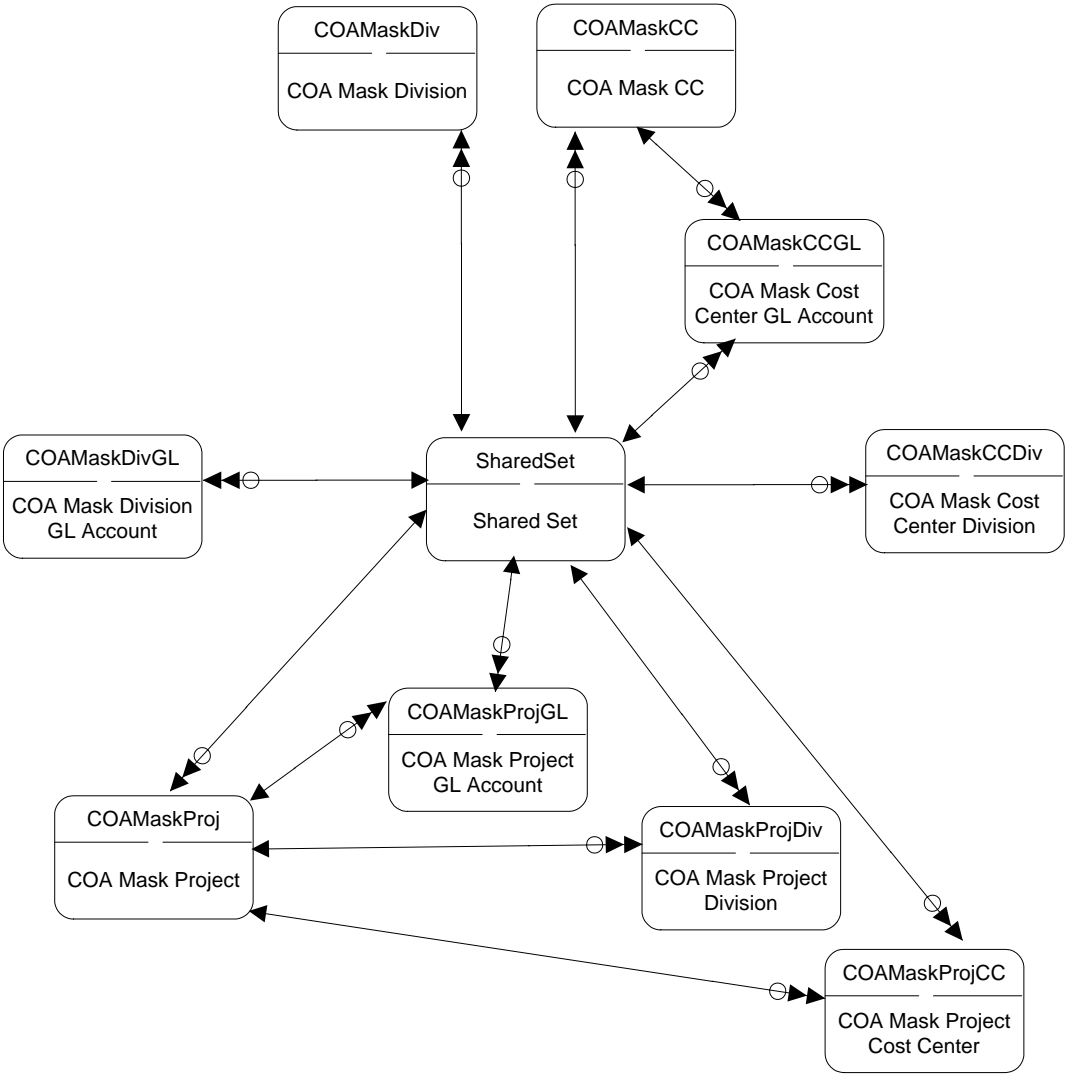 COAMaskDiv
COA Mask Division
COAMaskCC
COA Mask CC
COAMaskCCGL
COA Mask Cost
Center GL Account
COAMaskDivGL
COA Mask Division
GL Account
SharedSet
Shared Set
COAMaskCCDiv
COA Mask Cost
Center Division
COAMaskProjGL
COA Mask Project
GL Account
COAMaskProj
COA Mask Project
COAMaskProjDiv
COA Mask Project
Division
COAMaskProjCC
COA Mask Project
Cost Center